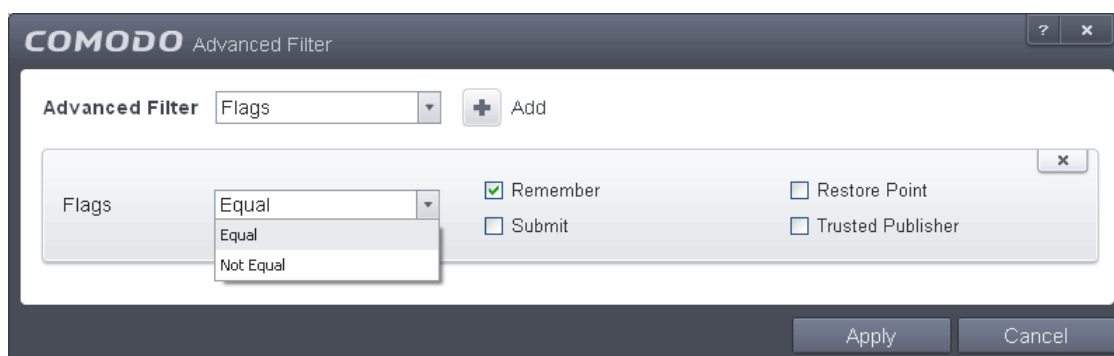 COMODO Advanced Filter
? ×
Advanced Filter Flags + Add
×
Flags Equal Remember Restore Point
Equal Submit Trusted Publisher
Not Equal
Apply Cancel